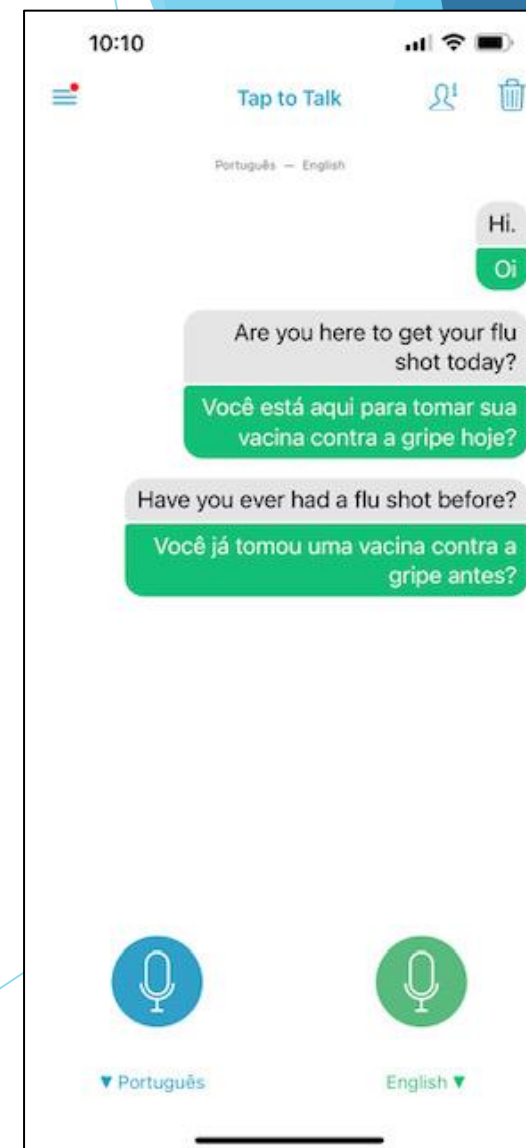 10:10
Tap to Talk
Português — English
Hi.
Oi
Are you here to get your flu
shot today?
Você está aqui para tomar sua
vacina contra a gripe hoje?
Have you ever had a flu shot before?
Você já tomou uma vacina contra a
gripe antes?
▼ Português
English ▼